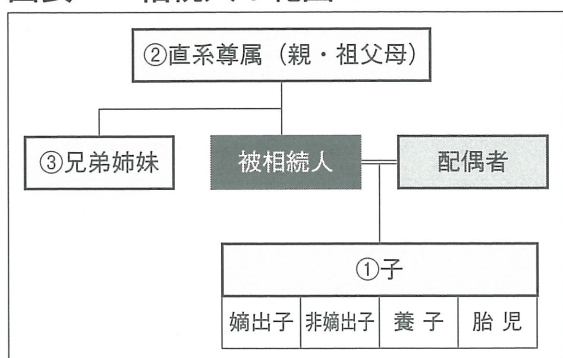 ②直系尊属（親・祖父母）
③兄弟姉妹
被相続人
配偶者
①子
嫡出子 非嫡出子 養子 胎児